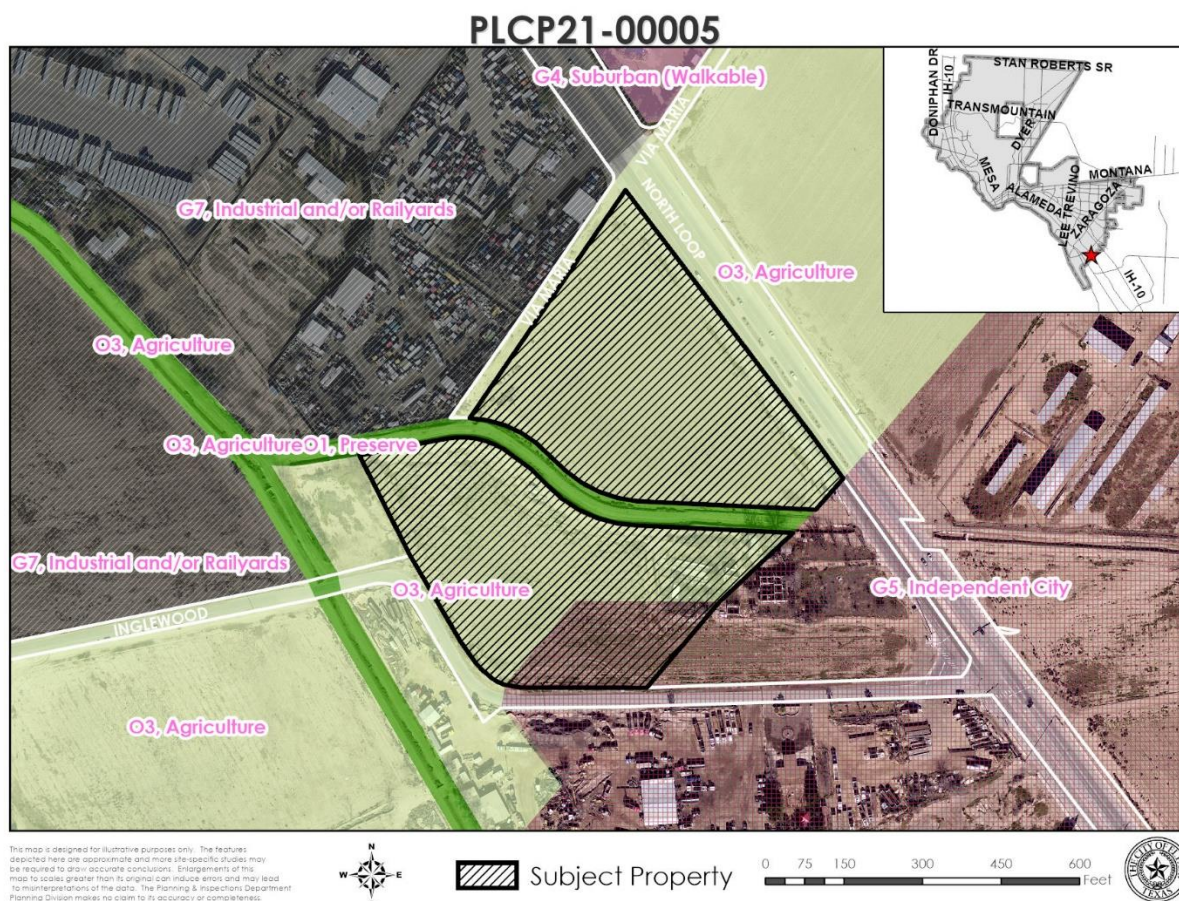 PLCP21-00005
G4, Suburban (Walkable)
VIA MARIA
NORTH LOOP
G7, Industrial and/or Railyards
VIA MARIA
O3, Agriculture
O3, Agriculture
O3, AgricultureO1, Preserve
G7, Industrial and/or Railyards
O3, Agriculture
G5, Independent City
INGLEWOOD
O3, Agriculture
DONIPHAN DR
IH-10
STAN ROBERTS SR
TRANSMOUNTAIN
DYER
MESA
MONTANA
ALAMEDA
LEE TREVINO
ZARAGOZA
IH-10
This map is designed for illustrative purposes only. The features
depicted here are approximate and more site-specific studies may
be required to draw accurate conclusions. Enlargements of this
map to scales greater than its original can induce errors and may lead
to misinterpretations of the data. The Planning & Inspections Department
Planning Division makes no claim to its accuracy or completeness.
N
W
E
S
Subject Property
0 75 150 300 450 600
Feet
THE CITY OF EL
TEXAS